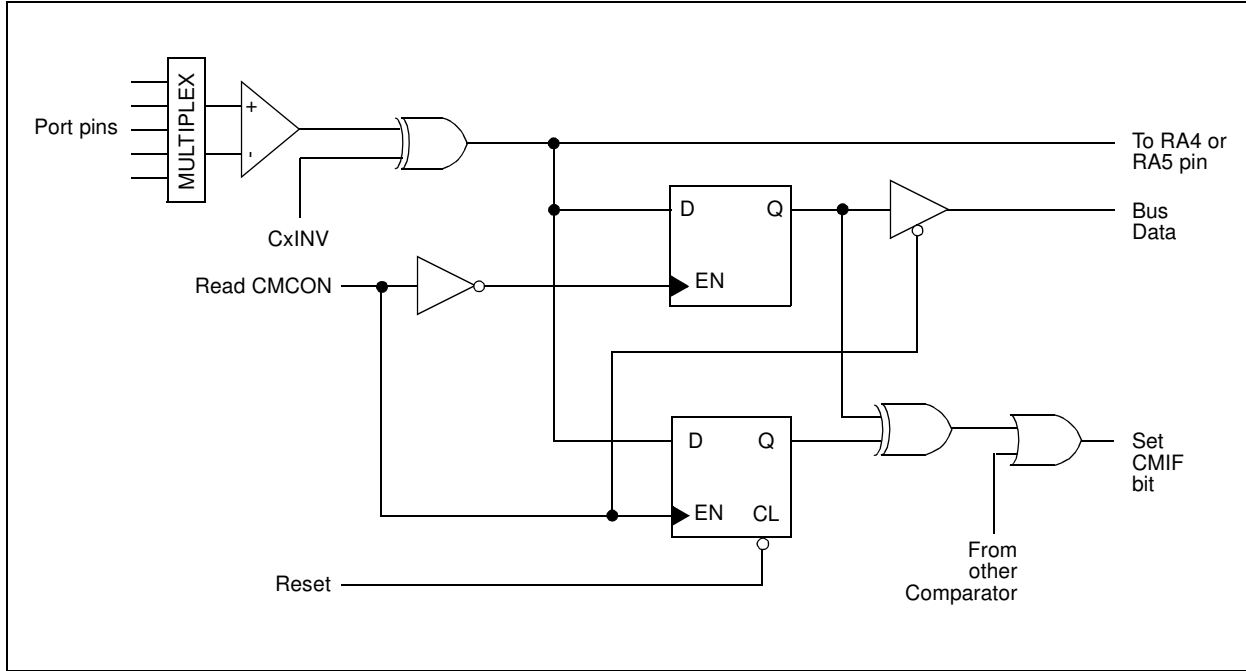 MULTIPLEX
Port pins
+
-
CxINV
To RA4 or
RA5 pin
D
Q
EN
Bus
Data
Read CMCON
D
Q
EN
CL
Set
CMIF
bit
From
other
Comparator
Reset